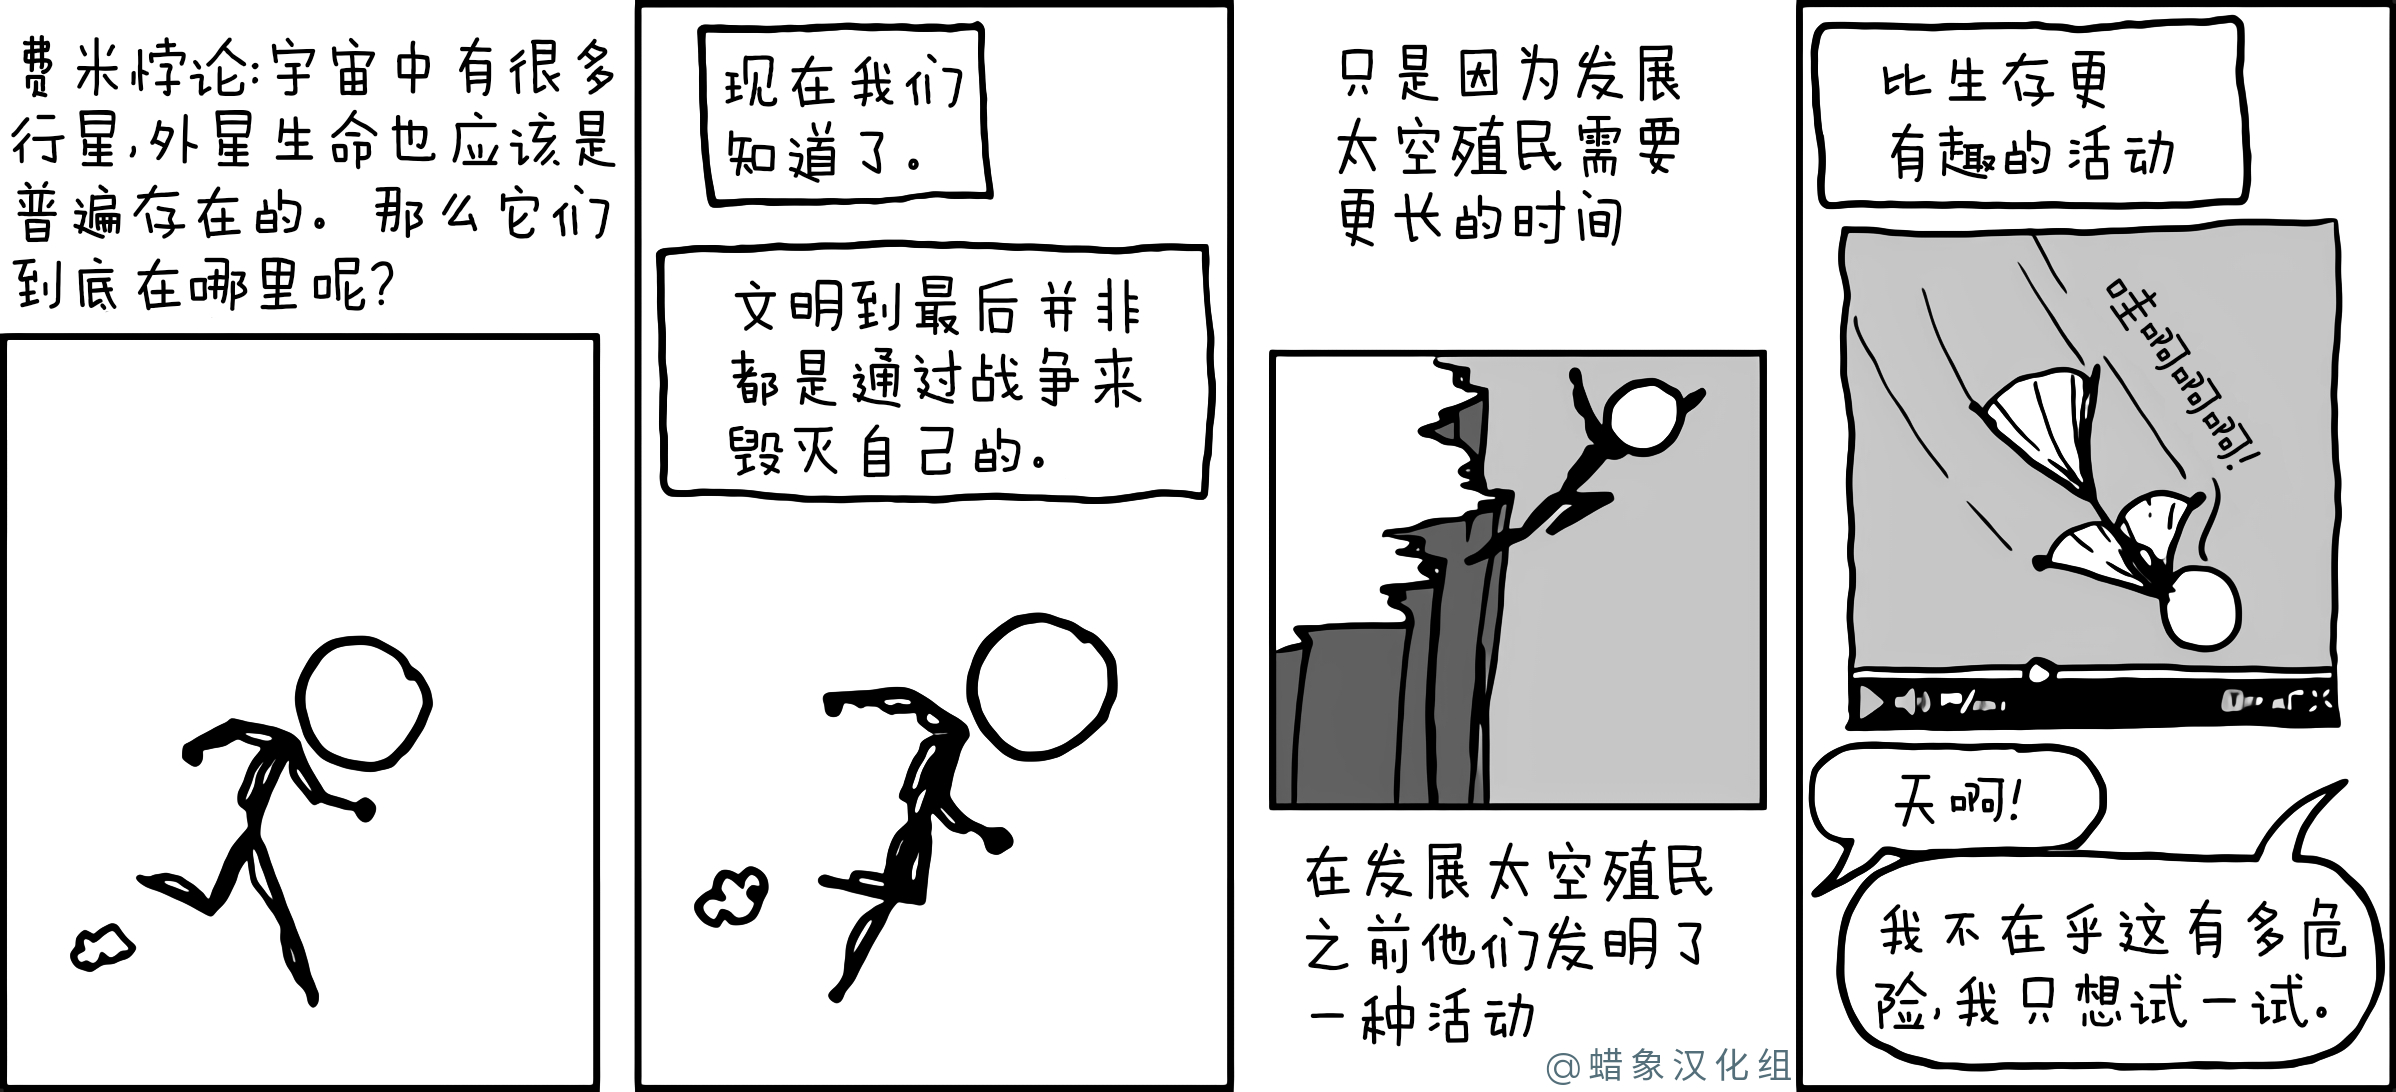 费米悖论:宇宙中有很多
行星,外星生命也应该是
普遍存在的。那么它们
到底在哪里呢?
现在我们
知道了。
文明到最后并非
都是通过战争来
毁灭自己的。
只是因为发展
太空殖民需要
更长的时间
在发展太空殖民
之前他们发明了
一种活动
@蜡象汉化组
比生存更
有趣的活动
哇啊啊啊!
天啊!
我不在乎这有多危
险,我只想试一试。